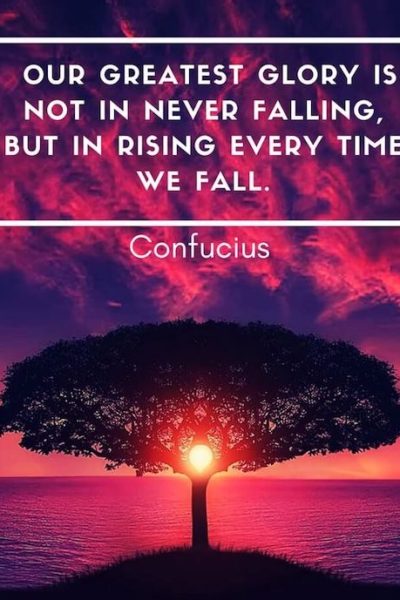 OUR GREATEST GLORY IS
NOT IN NEVER FALLING,
BUT IN RISING EVERY TIME
WE FALL.
Confucius